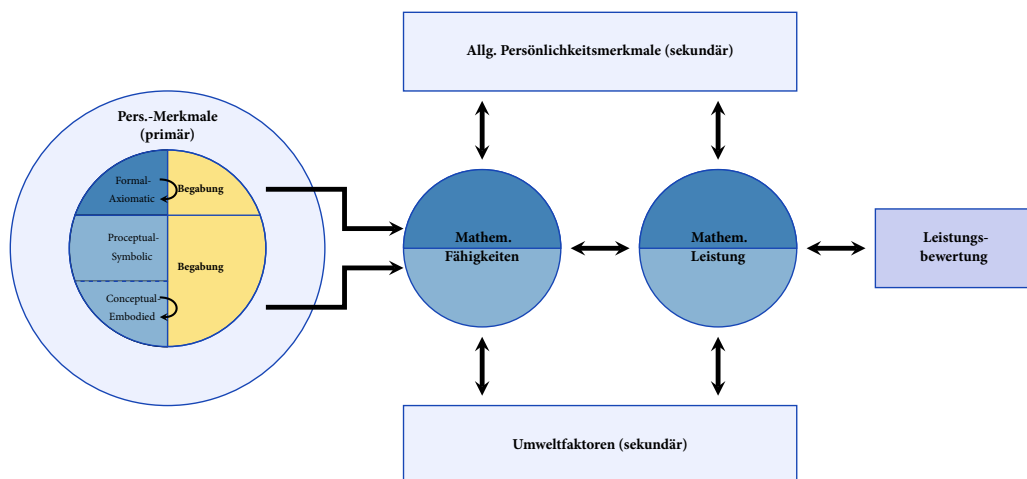 Allg. Persönlichkeitsmerkmale (sekundär)
Pers.-Merkmale
(primär)
Formal-
Axiomatic
Begabung
Proceptual-
Symbolic
Begabung
Conceptual-
Embodied
Mathem.
Fähigkeiten
Mathem.
Leistung
Leistungs-
bewertung
Umweltfaktoren (sekundär)